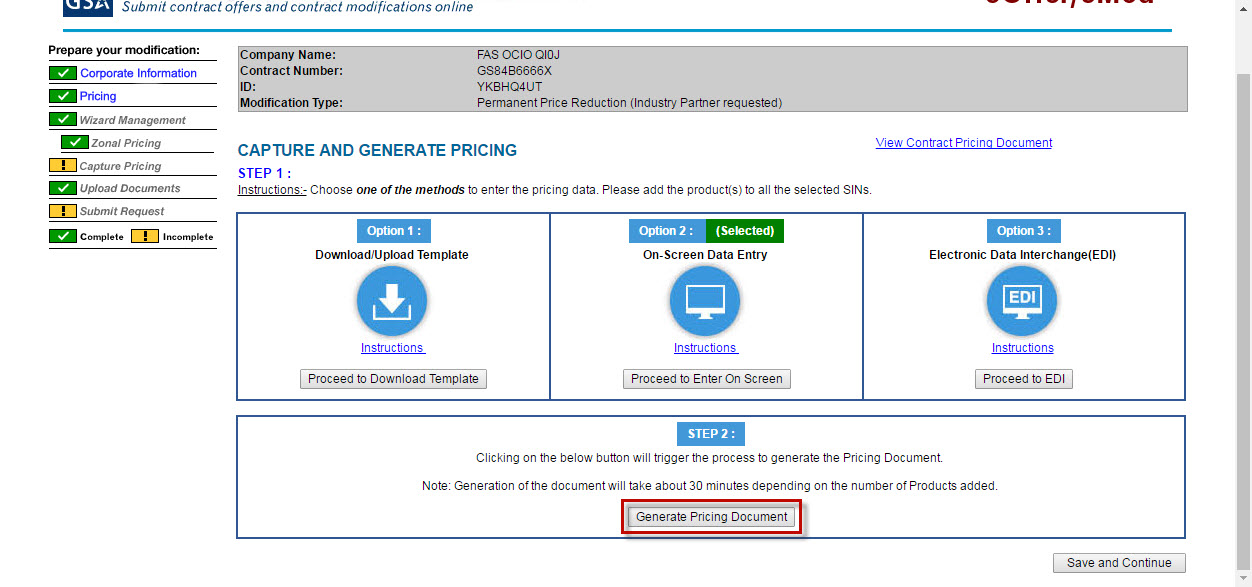 GSA
Submit contract offers and contract modifications online
eOffer/eMod
Prepare your modification:
Corporate Information
Pricing
Wizard Management
Zonal Pricing
! Capture Pricing
Upload Documents
! Submit Request
Complete ! Incomplete
Company Name: FAS OCIO QI0J
Contract Number: GS84B6666X
ID: YKBHQ4UT
Modification Type: Permanent Price Reduction (Industry Partner requested)
View Contract Pricing Document
CAPTURE AND GENERATE PRICING
STEP 1 :
Instructions:- Choose one of the methods to enter the pricing data. Please add the product(s) to all the selected SINs.
Option 1 :
Download/Upload Template
Instructions
Proceed to Download Template
Option 2 : (Selected)
On-Screen Data Entry
Instructions
Proceed to Enter On Screen
Option 3 :
Electronic Data Interchange(EDI)
EDI
Instructions
Proceed to EDI
STEP 2 :
Clicking on the below button will trigger the process to generate the Pricing Document.
Note: Generation of the document will take about 30 minutes depending on the number of Products added.
Generate Pricing Document
Save and Continue